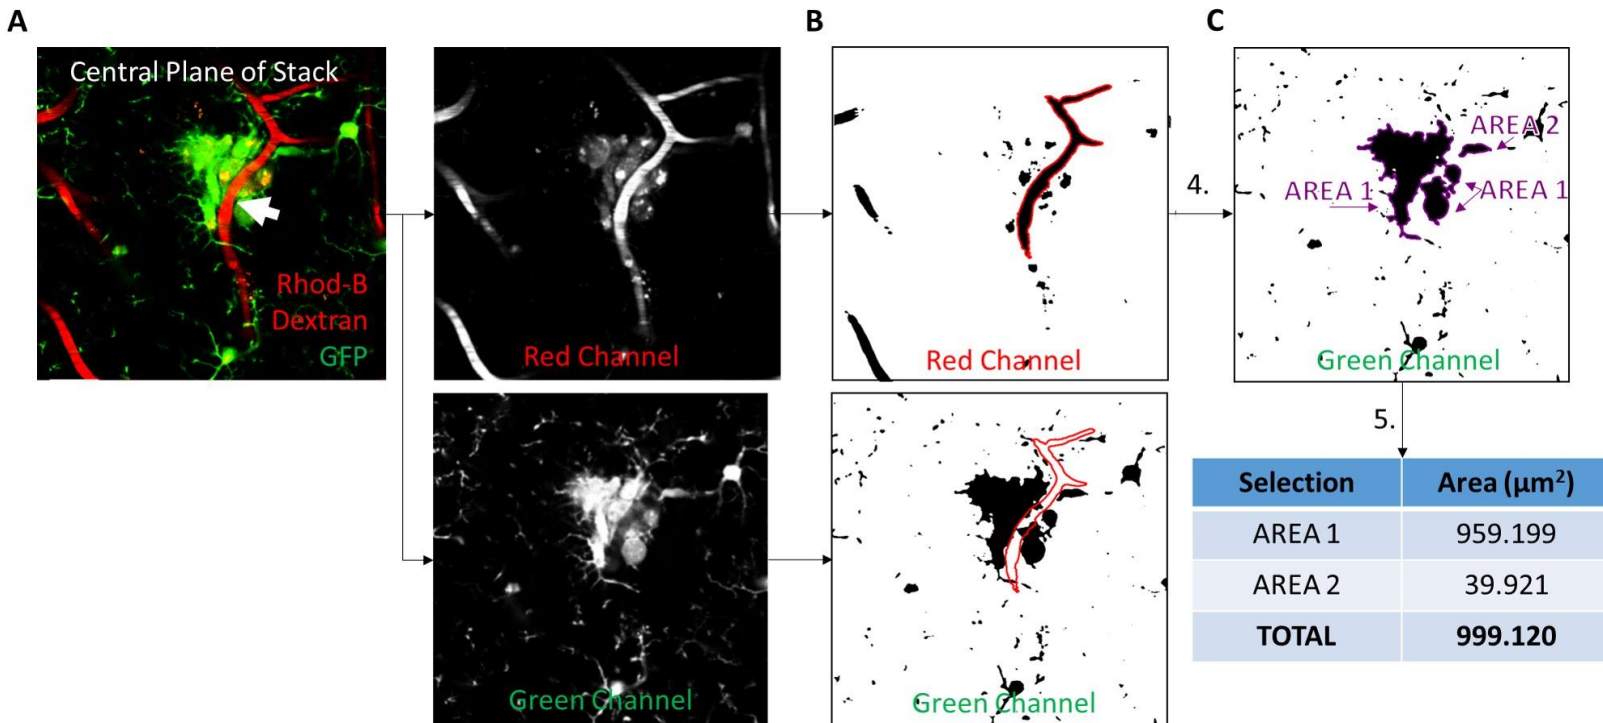 A
B
C
Central Plane of Stack
Rhod-B
Dextran
GFP
Red Channel
Red Channel
4.
AREA 2
AREA 1
AREA 1
Green Channel
5.
Green Channel
Green Channel
Selection Area (µm²)
AREA 1 959.199
AREA 2 39.921
TOTAL 999.120